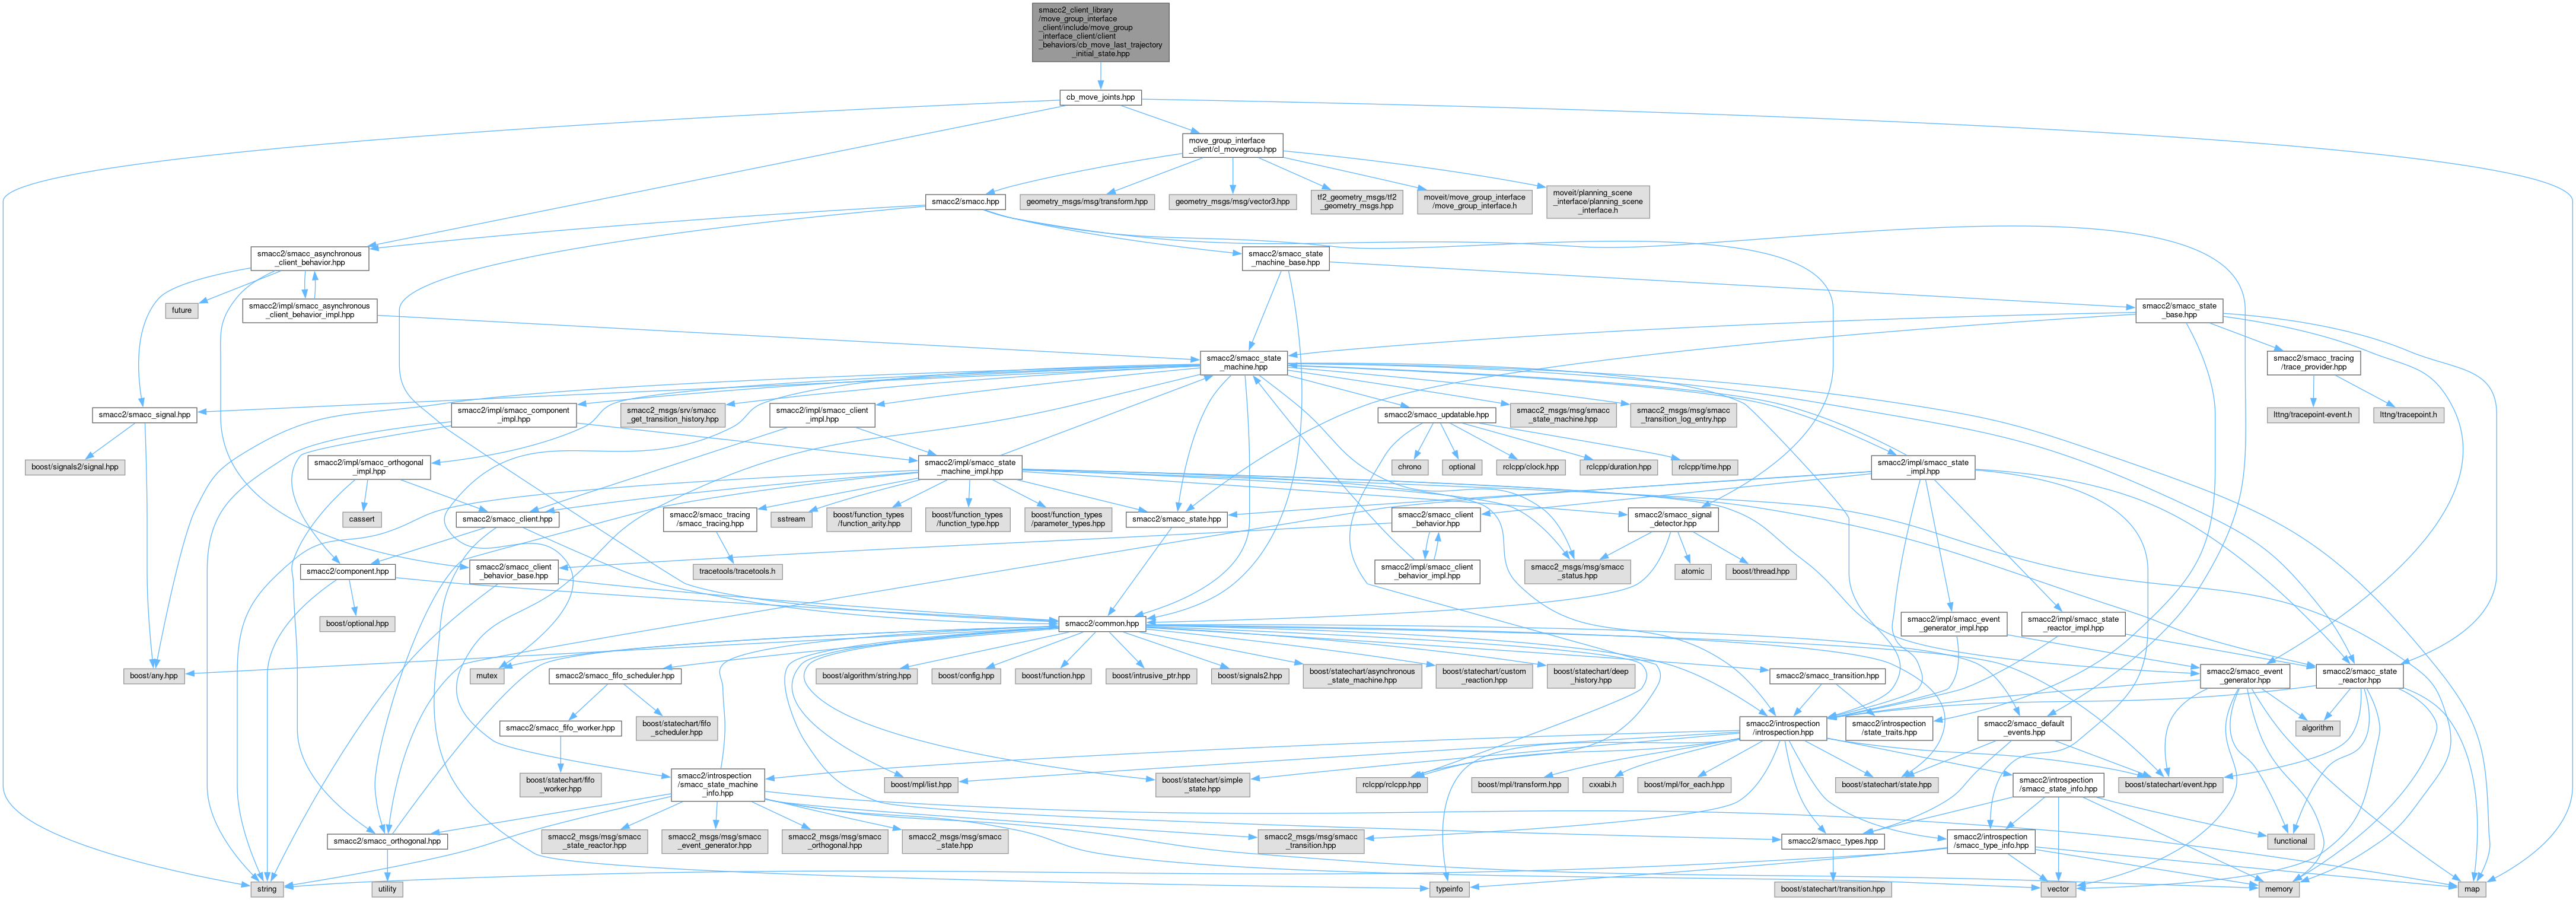 smacc2_client_library
/move_group_interface
_client/include/move_group
_interface_client/client
_behaviors/cb_move_last_trajectory
_initial_state.hpp
cb_move_joints.hpp
move_group_interface
_client/cl_movegroup.hpp
smacc2/smacc.hpp
geometry_msgs/msg/transform.hpp
geometry_msgs/msg/vector3.hpp
tf2_geometry_msgs/tf2
_geometry_msgs.hpp
moveit/move_group_interface
/move_group_interface.h
moveit/planning_scene
_interface/planning_scene
_interface.h
smacc2/smacc_asynchronous
_client_behavior.hpp
smacc2/smacc_state
_machine_base.hpp
future
smacc2/impl/smacc_asynchronous
_client_behavior_impl.hpp
smacc2/smacc_state
_base.hpp
smacc2/smacc_state
_machine.hpp
smacc2/smacc_tracing
/trace_provider.hpp
smacc2/smacc_signal.hpp
smacc2/impl/smacc_component
_impl.hpp
smacc2_msgs/srv/smacc
_get_transition_history.hpp
smacc2/impl/smacc_client
_impl.hpp
smacc2/smacc_updatable.hpp
smacc2_msgs/msg/smacc
_state_machine.hpp
smacc2_msgs/msg/smacc
_transition_log_entry.hpp
lttng/tracepoint-event.h
lttng/tracepoint.h
boost/signals2/signal.hpp
smacc2/impl/smacc_orthogonal
_impl.hpp
smacc2/impl/smacc_state
_machine_impl.hpp
chrono
optional
rclcpp/clock.hpp
rclcpp/duration.hpp
rclcpp/time.hpp
smacc2/impl/smacc_state
_impl.hpp
cassert
smacc2/smacc_client.hpp
smacc2/smacc_tracing
/smacc_tracing.hpp
sstream
boost/function_types
/function_arity.hpp
boost/function_types
/function_type.hpp
boost/function_types
/parameter_types.hpp
smacc2/smacc_state.hpp
smacc2/smacc_client
_behavior.hpp
smacc2/smacc_signal
_detector.hpp
smacc2/component.hpp
smacc2/smacc_client
_behavior_base.hpp
tracetools/tracetools.h
smacc2/impl/smacc_client
_behavior_impl.hpp
smacc2_msgs/msg/smacc
_status.hpp
atomic
boost/thread.hpp
boost/optional.hpp
smacc2/common.hpp
smacc2/impl/smacc_event
_generator_impl.hpp
smacc2/impl/smacc_state
_reactor_impl.hpp
boost/any.hpp
mutex
smacc2/smacc_fifo_scheduler.hpp
boost/algorithm/string.hpp
boost/config.hpp
boost/function.hpp
boost/intrusive_ptr.hpp
boost/signals2.hpp
boost/statechart/asynchronous
_state_machine.hpp
boost/statechart/custom
_reaction.hpp
boost/statechart/deep
_history.hpp
smacc2/smacc_transition.hpp
smacc2/smacc_event
_generator.hpp
smacc2/smacc_state
_reactor.hpp
smacc2/smacc_fifo_worker.hpp
boost/statechart/fifo
_scheduler.hpp
smacc2/introspection
/introspection.hpp
smacc2/introspection
/state_traits.hpp
smacc2/smacc_default
_events.hpp
algorithm
boost/statechart/fifo
_worker.hpp
smacc2/introspection
/smacc_state_machine
_info.hpp
boost/mpl/list.hpp
boost/statechart/simple
_state.hpp
rclcpp/rclcpp.hpp
boost/mpl/transform.hpp
cxxabi.h
boost/mpl/for_each.hpp
boost/statechart/state.hpp
smacc2/introspection
/smacc_state_info.hpp
boost/statechart/event.hpp
smacc2/smacc_orthogonal.hpp
smacc2_msgs/msg/smacc
_state_reactor.hpp
smacc2_msgs/msg/smacc
_event_generator.hpp
smacc2_msgs/msg/smacc
_orthogonal.hpp
smacc2_msgs/msg/smacc
_state.hpp
smacc2_msgs/msg/smacc
_transition.hpp
smacc2/smacc_types.hpp
smacc2/introspection
/smacc_type_info.hpp
functional
string
utility
typeinfo
boost/statechart/transition.hpp
vector
memory
map